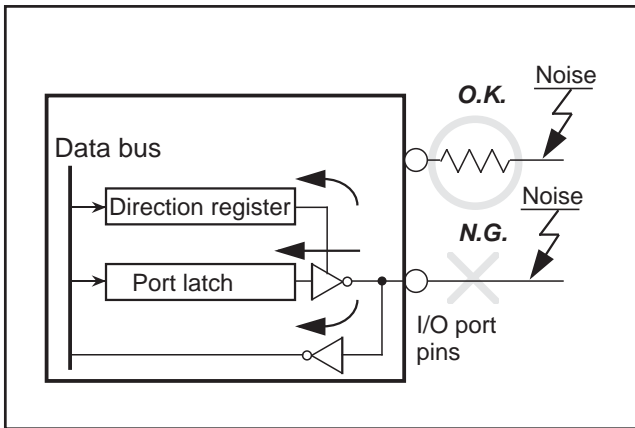 Noise
O.K.
Data bus
Direction register
Noise
N.G.
Port latch
I/O port
pins